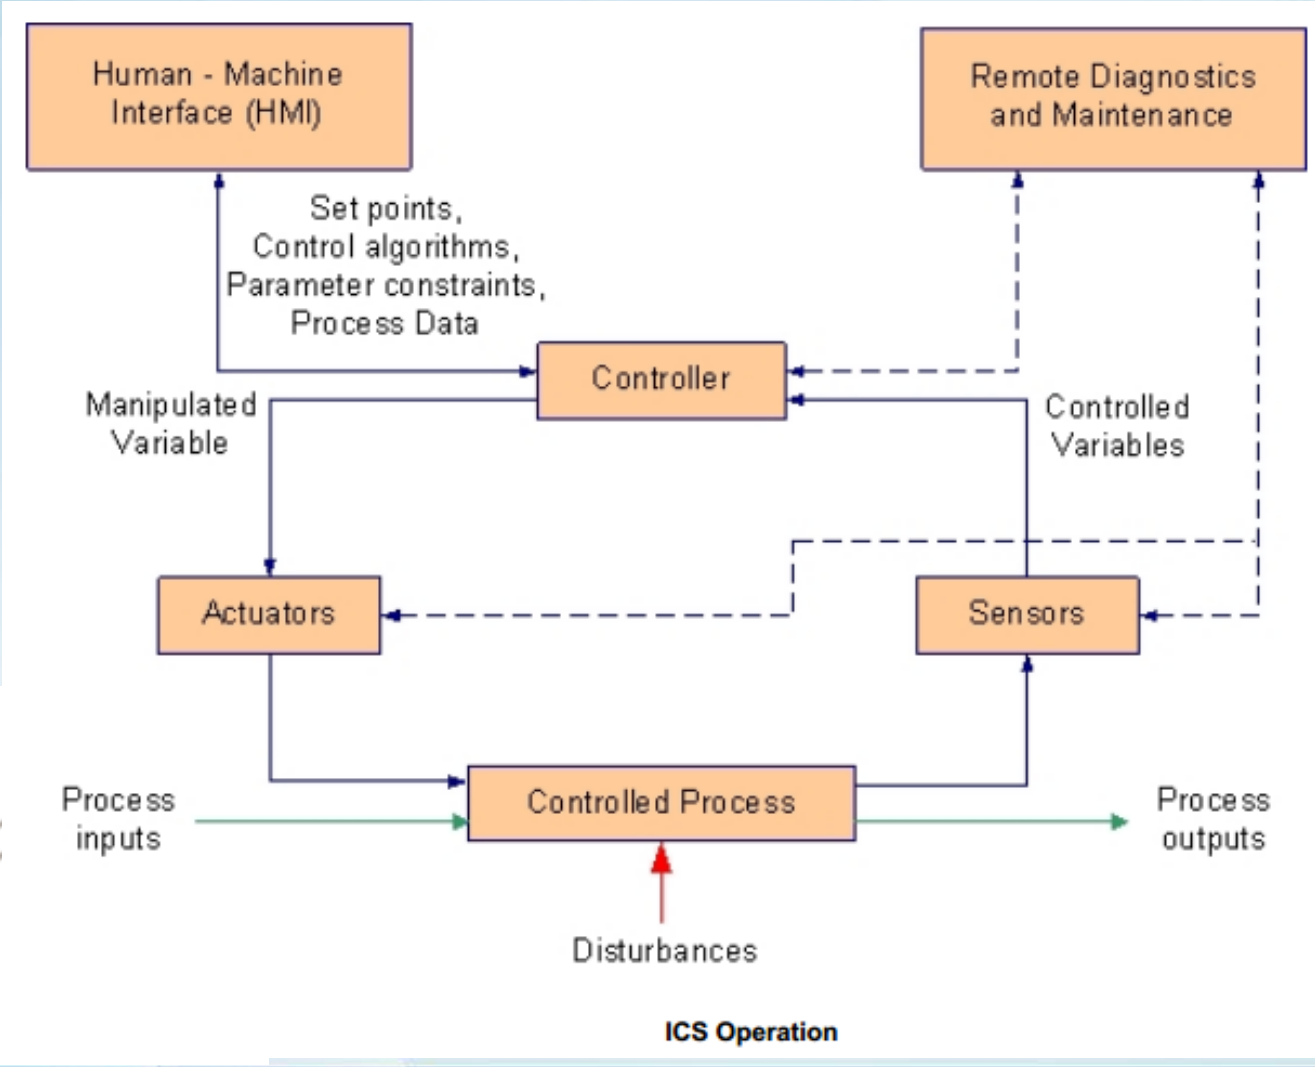 Human - Machine
Interface (HMI)
Remote Diagnostics
and Maintenance
Set points,
Control algorithms,
Parameter constraints,
Process Data
Controller
Manipulated
Variable
Controlled
Variables
Actuators
Sensors
Process
inputs
Controlled Process
Process
outputs
Disturbances
ICS Operation